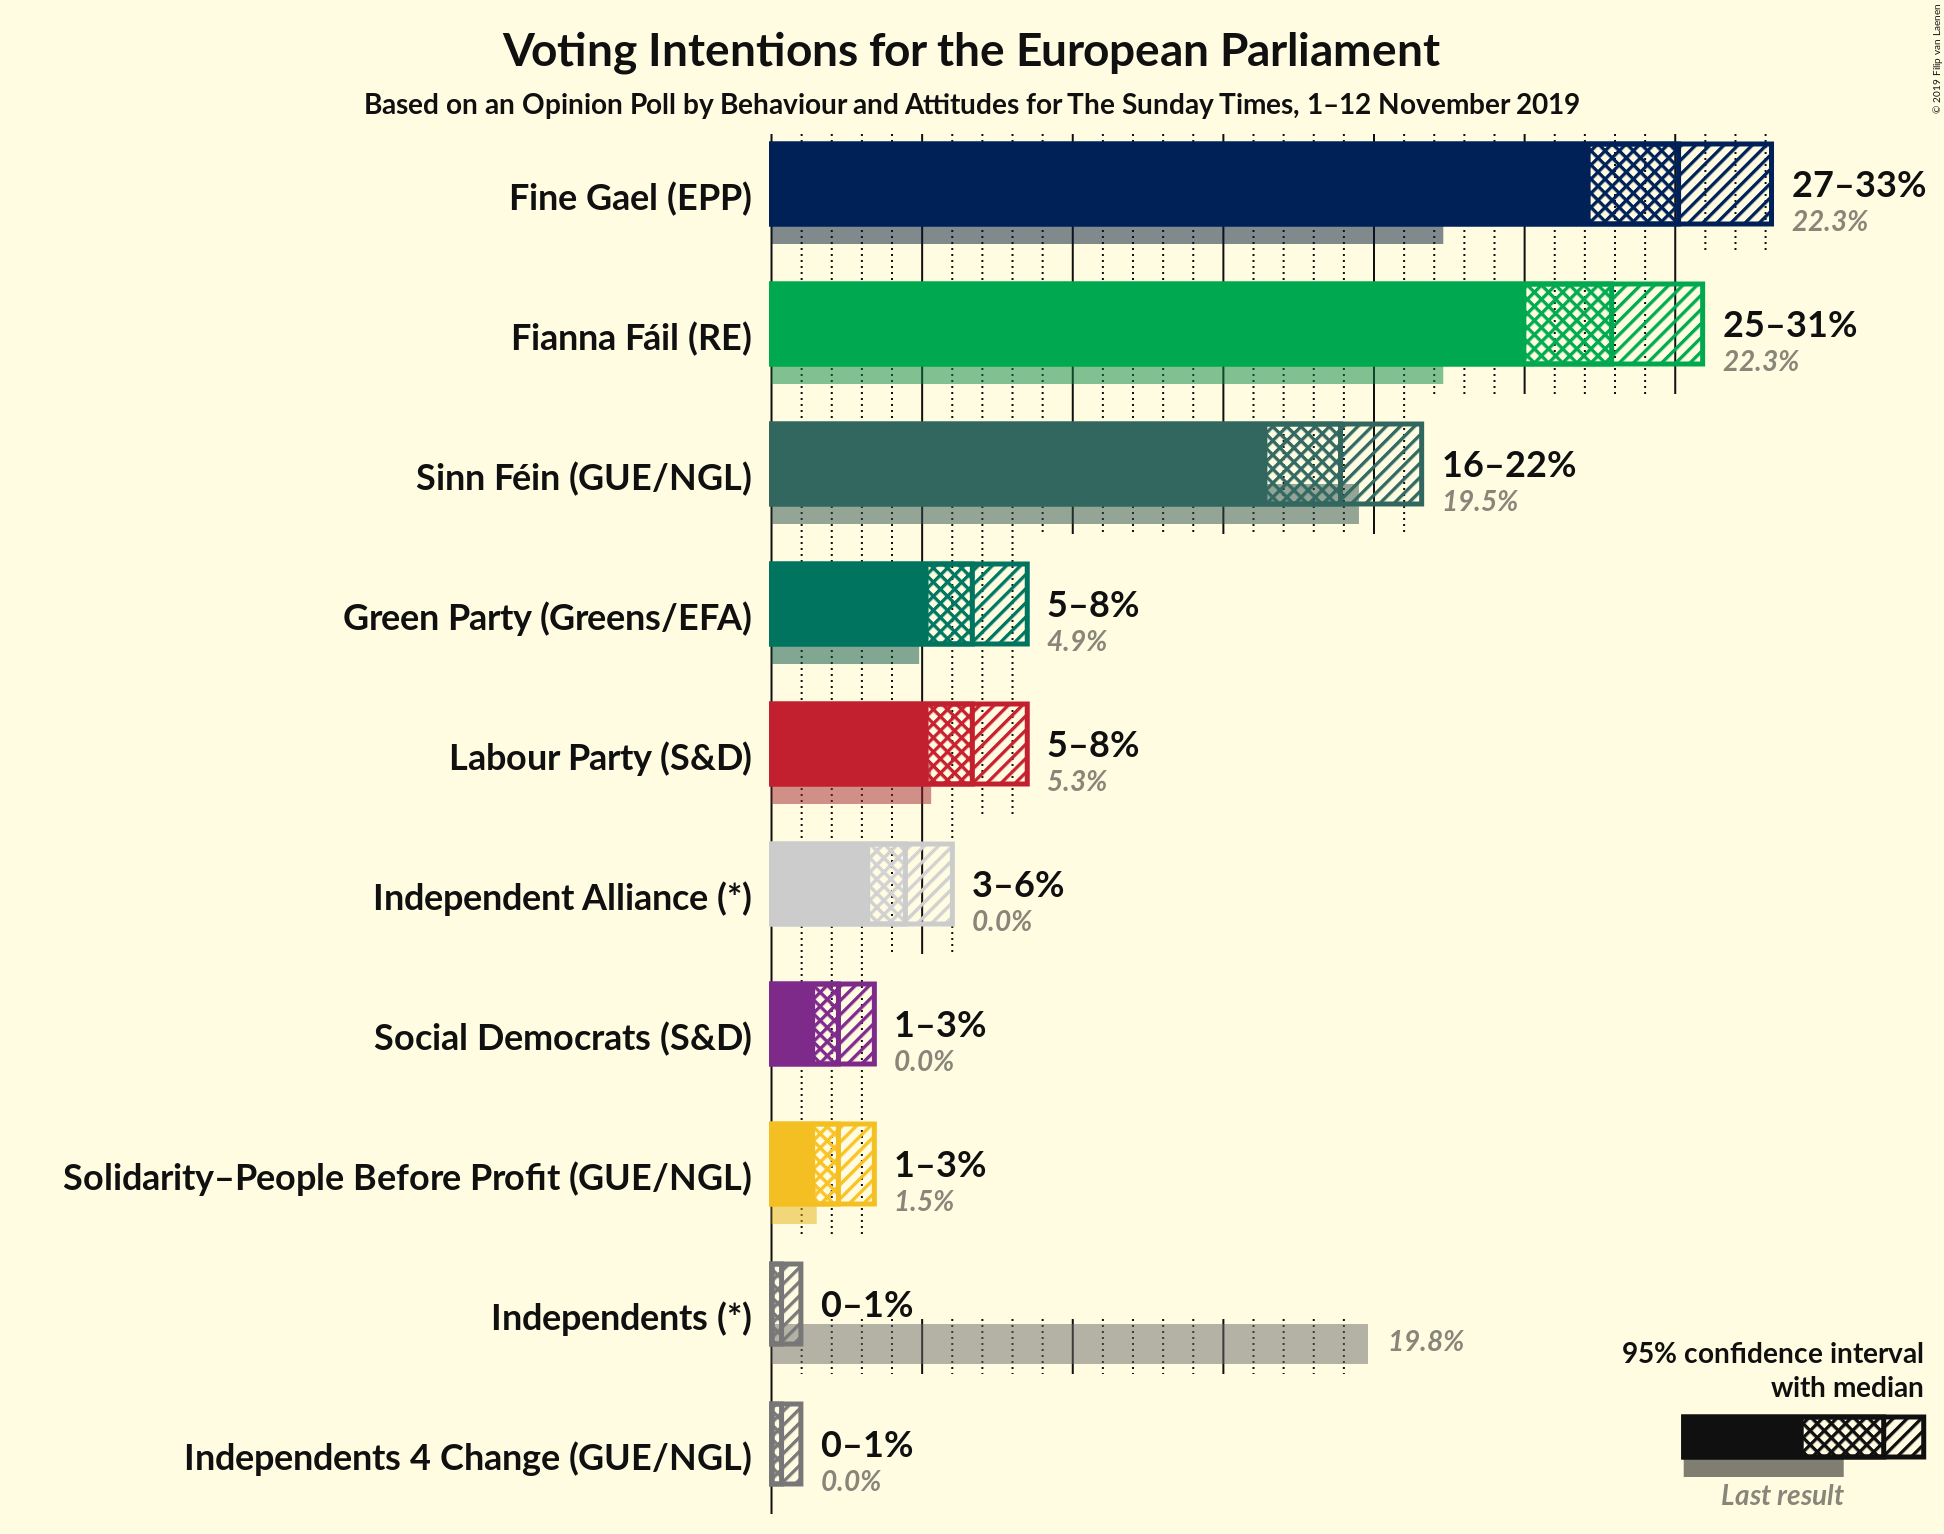 Voting Intentions for the European Parliament
Based on an Opinion Poll by Behaviour and Attitudes for The Sunday Times, 1–12 November 2019
© 2019 Filip van Laenen
Fine Gael (EPP)
27–33%
22.3%
Fianna Fáil (RE)
25–31%
22.3%
Sinn Féin (GUE/NGL)
16–22%
19.5%
Green Party (Greens/EFA)
5–8%
4.9%
Labour Party (S&D)
5–8%
5.3%
Independent Alliance (*)
3–6%
0.0%
Social Democrats (S&D)
1–3%
0.0%
Solidarity–People Before Profit (GUE/NGL)
1–3%
1.5%
Independents (*)
0–1%
19.8%
Independents 4 Change (GUE/NGL)
0–1%
0.0%
95% confidence interval
with median
Last result